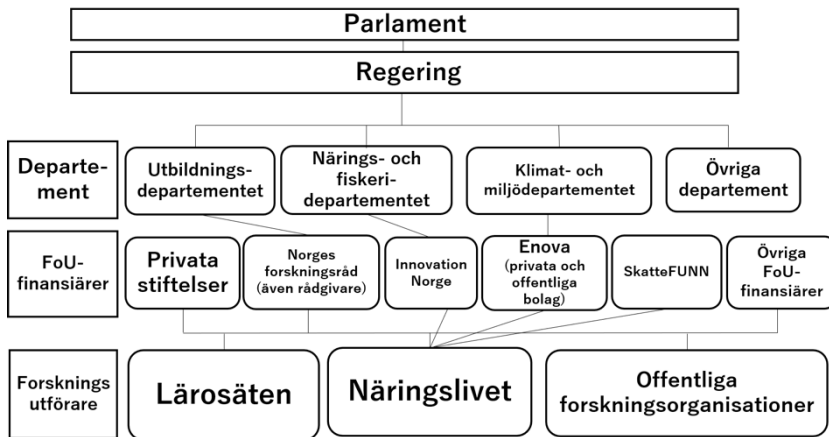 Parlament
Regering
Departe-
ment
Utbildnings-
departementet
Närings- och
fiskeri-
departementet
Klimat- och
miljödepartementet
Övriga
departement
FoU-
finansiärer
Privata
stiftelser
Norges
forskningsråd
(även rådgivare)
Innovation
Norge
Enova
(privata och
offentliga
bolag)
SkatteFUNN
Övriga
FoU-
finansiärer
Forsknings
utförare
Lärosäten
Näringslivet
Offentliga
forskningsorganisationer